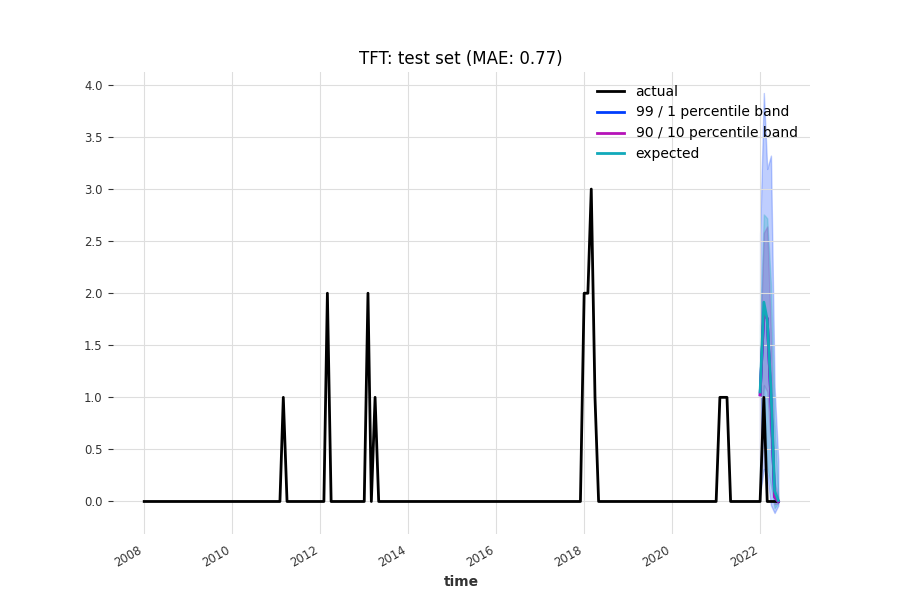 TFT: test set (MAE: 0.77)
actual
99 / 1 percentile band
90 / 10 percentile band
expected
4.0
3.5
3.0
2.5
2.0
1.5
1.0
0.5
0.0
2008 2010 2012 2014 2016 2018 2020 2022
time